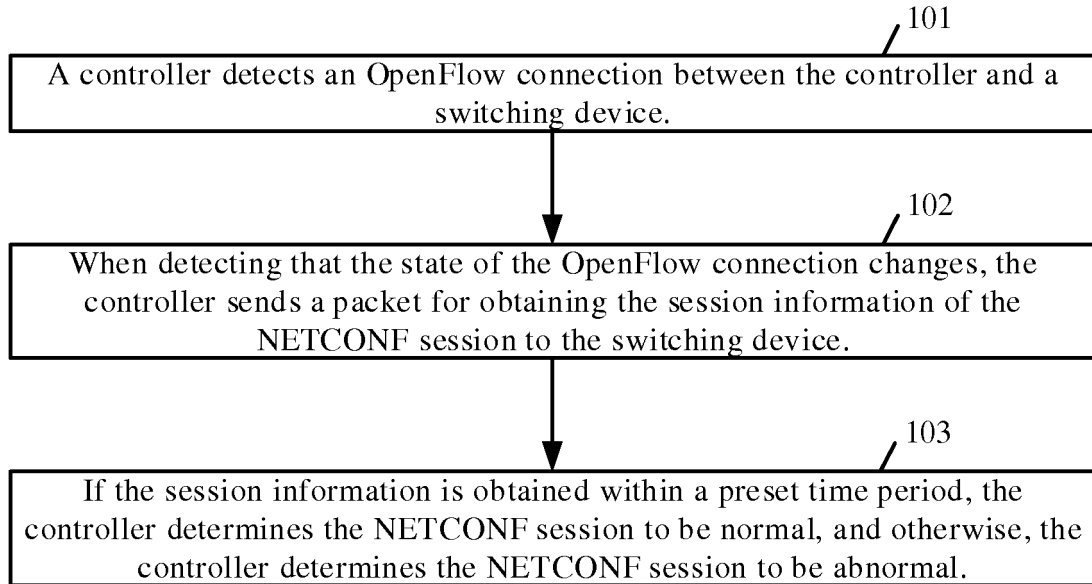 101
A controller detects an OpenFlow connection between the controller and a
switching device.
102
When detecting that the state of the OpenFlow connection changes, the
controller sends a packet for obtaining the session information of the
NETCONF session to the switching device.
103
If the session information is obtained within a preset time period, the
controller determines the NETCONF session to be normal, and otherwise, the
controller determines the NETCONF session to be abnormal.